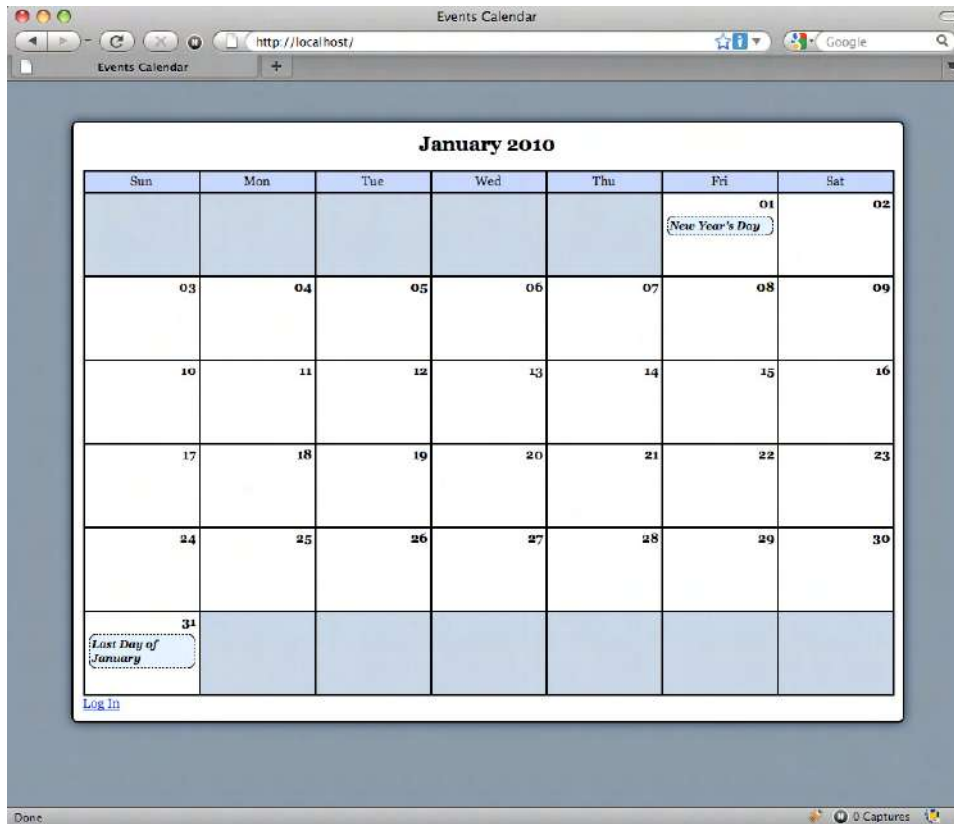 Events Calendar
http://localhost/
Google
Events Calendar
+
January 2010
Sun Mon Tue Wed Thu Fri Sat
01 02
New Year's Day
03 04 05 06 07 08 09
10 11 12 13 14 15 16
17 18 19 20 21 22 23
24 25 26 27 28 29 30
31
Last Day of
January
Log In
Done
0 Captures